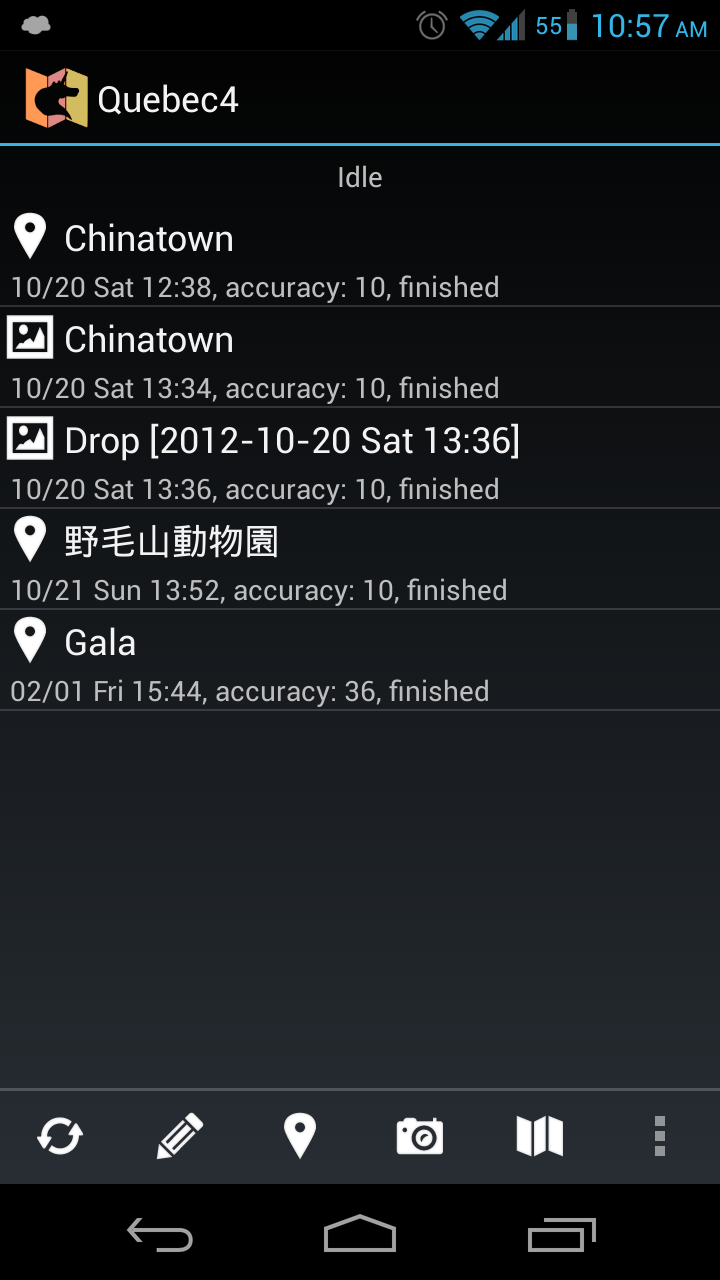 55 10:57 AM
Quebec4
Idle
Chinatown
10/20 Sat 12:38, accuracy: 10, finished
Chinatown
10/20 Sat 13:34, accuracy: 10, finished
Drop [2012-10-20 Sat 13:36]
10/20 Sat 13:36, accuracy: 10, finished
野毛山動物園
10/21 Sun 13:52, accuracy: 10, finished
Gala
02/01 Fri 15:44, accuracy: 36, finished